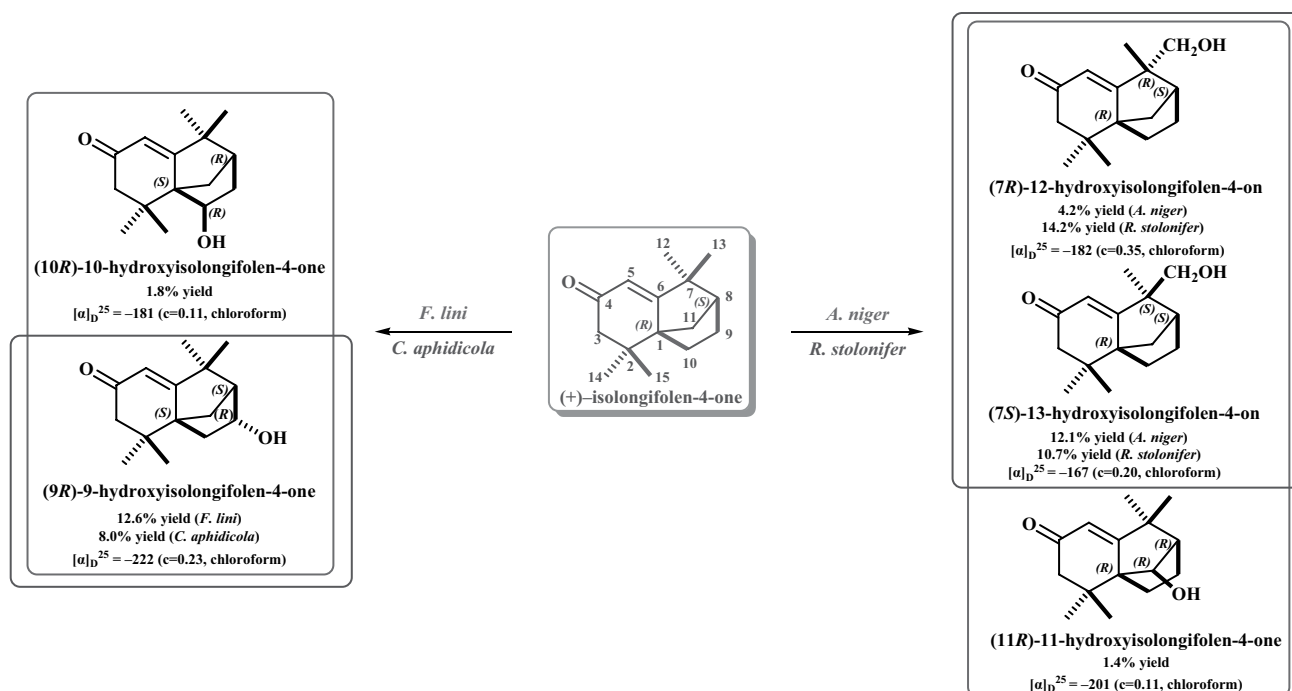 O
(R)
(S)
(R)
OH
(10R)-10-hydroxyisolongifolen-4-one
1.8% yield
[α]D25 = –181 (c=0.11, chloroform)
O
(S)
(S)
(R)
OH
(9R)-9-hydroxyisolongifolen-4-one
12.6% yield (F. lini)
8.0% yield (C. aphidicola)
[α]D25 = –222 (c=0.23, chloroform)
F. lini
C. aphidicola
12
13
O
5
4
6
7
(S)
8
11
(R)
9
3
1
2
10
14
15
(+)–isolongifolen-4-one
A. niger
R. stolonifer
CH2OH
O
(R)
(S)
(R)
(7R)-12-hydroxyisolongifolen-4-on
4.2% yield (A. niger)
14.2% yield (R. stolonifer)
[α]D25 = –182 (c=0.35, chloroform)
CH2OH
O
(S)
(S)
(R)
(7S)-13-hydroxyisolongifolen-4-on
12.1% yield (A. niger)
10.7% yield (R. stolonifer)
[α]D25 = –167 (c=0.20, chloroform)
O
(R)
(R)
(R)
OH
(11R)-11-hydroxyisolongifolen-4-one
1.4% yield
[α]D25 = –201 (c=0.11, chloroform)